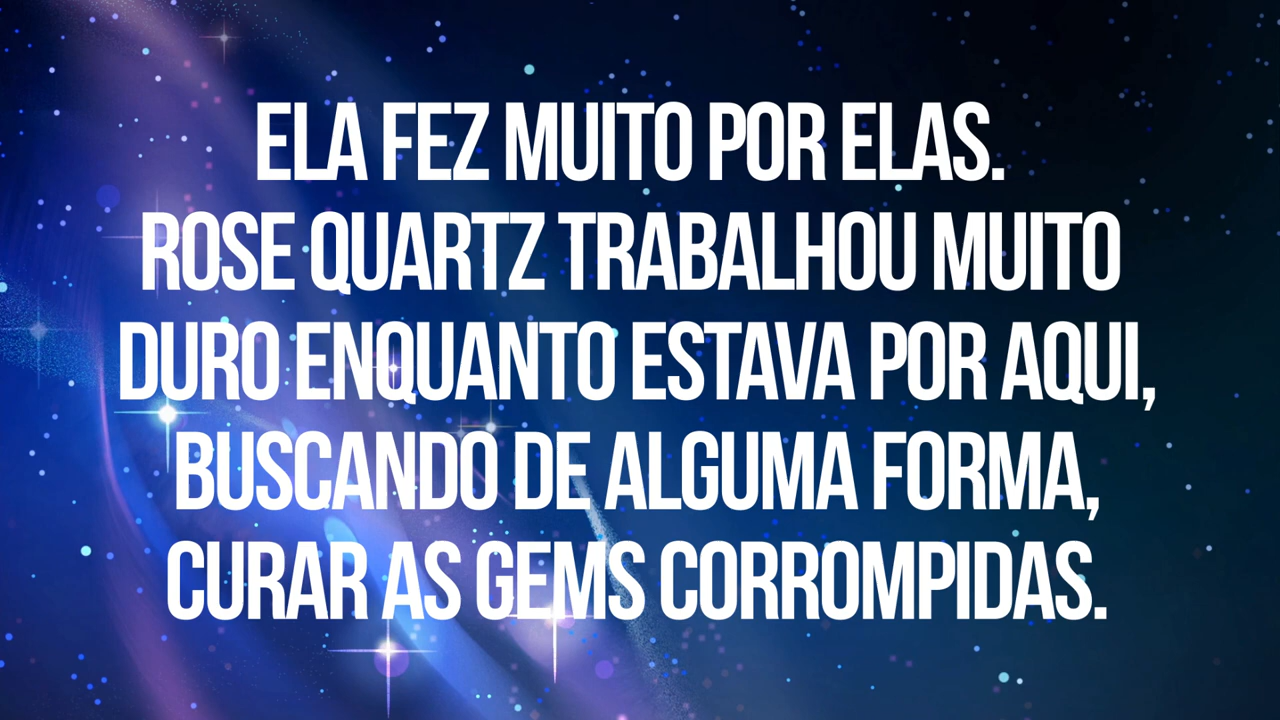 ELA FEZ MUITO POR ELAS.
ROSE QUARTZ TRABALHOU MUITO
DURO ENQUANTO ESTAVA POR AQUI,
BUSCANDO DE ALGUMA FORMA,
CURAR AS GEMS CORROMPIDAS.